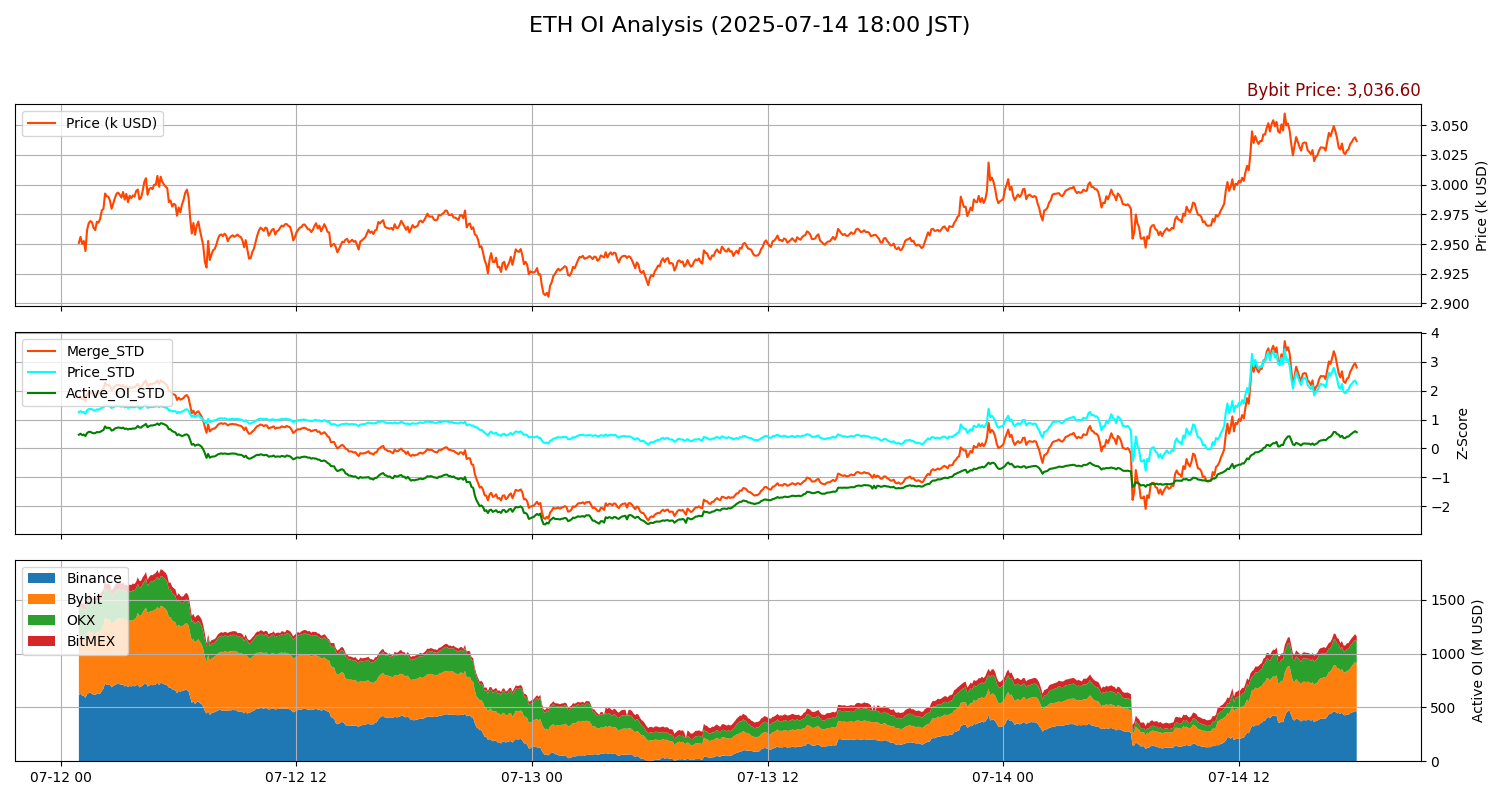 ETH OI Analysis (2025-07-14 18:00 JST)
Bybit Price: 3,036.60
Price (k USD)
3.050
3.025
3.000
2.975
2.950
2.925
2.900
Price (k USD)
Merge_STD
Price_STD
Active_OI_STD
4
3
2
1
0
−1
−2
Z-Score
Binance
Bybit
OKX
BitMEX
1500
1000
500
0
Active OI (M USD)
07-12 00
07-12 12
07-13 00
07-13 12
07-14 00
07-14 12